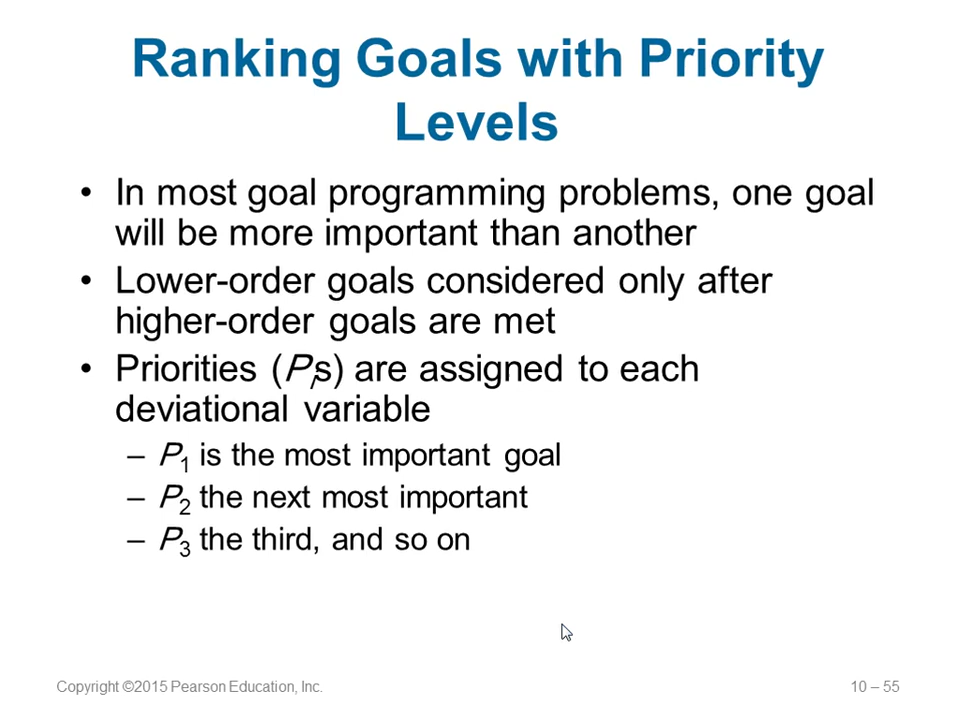 Ranking Goals with Priority
Levels
• In most goal programming problems, one goal
will be more important than another
• Lower-order goals considered only after
higher-order goals are met
• Priorities (Pis) are assigned to each
deviational variable
– P1 is the most important goal
– P2 the next most important
– P3 the third, and so on
Copyright ©2015 Pearson Education, Inc.
10 – 55